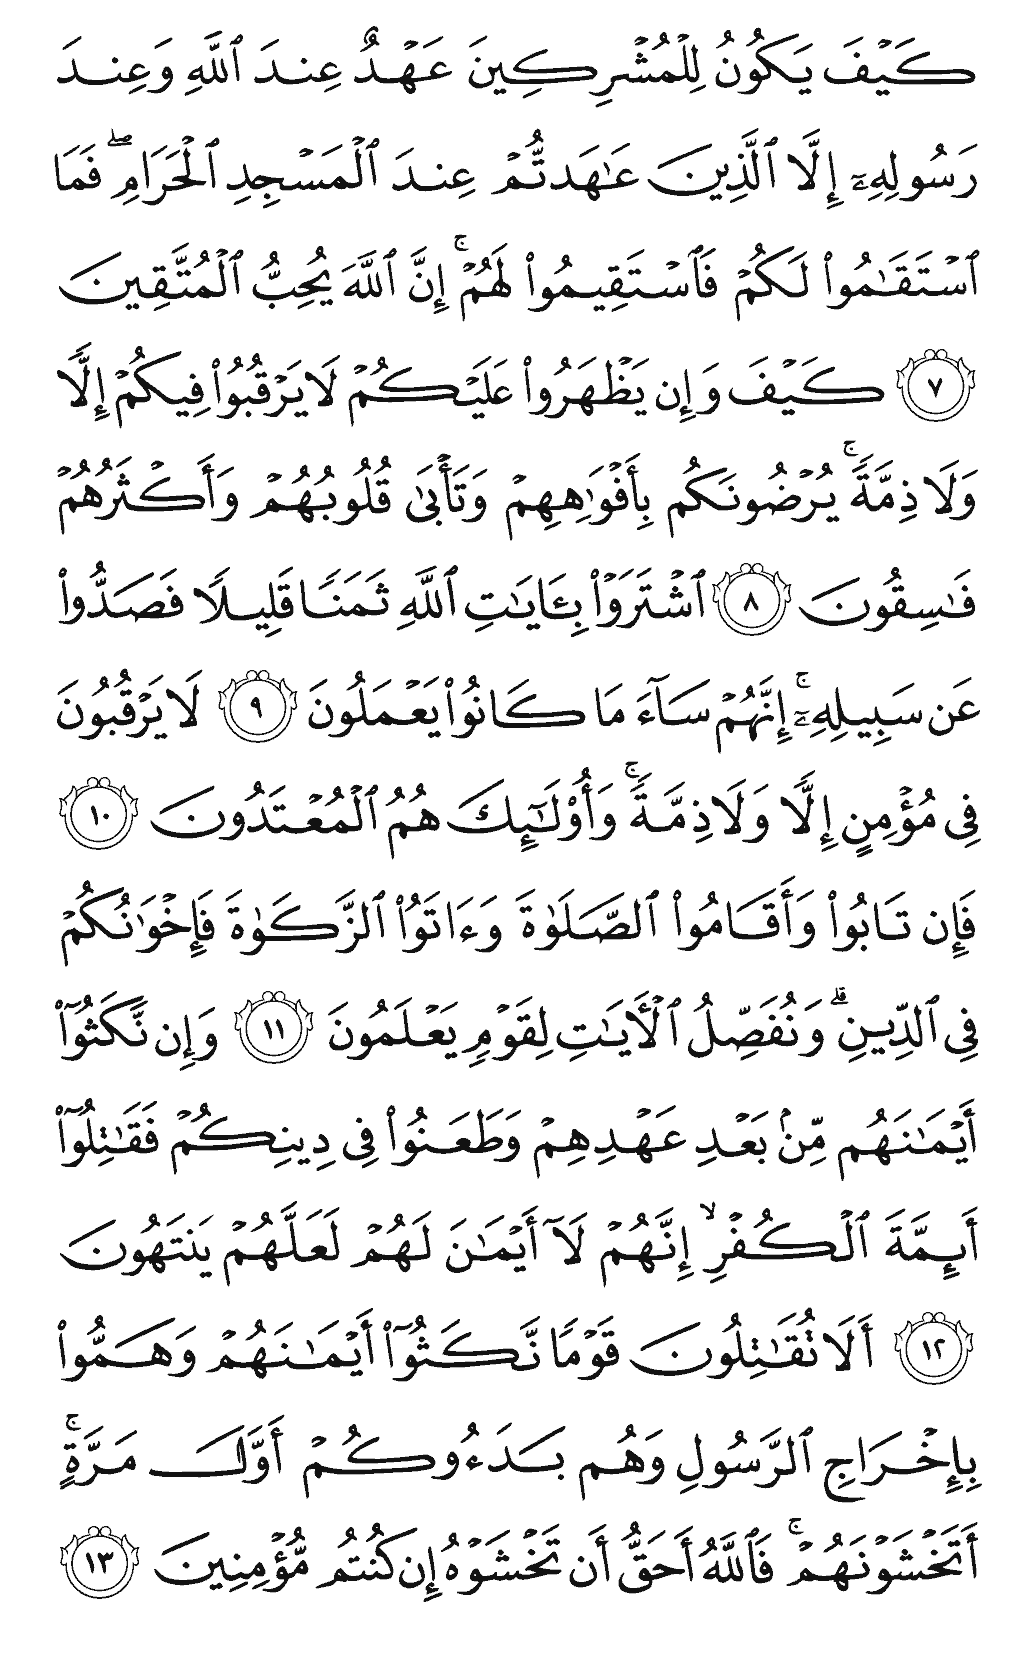 كَيْفَ يَكُونُ لِلْمُشْرِكِينَ عَهْدٌ عِندَ ٱللَّهِ وَعِندَ
رَسُولِهِۦٓ إِلَّا ٱلَّذِينَ عَٰهَدتُّمْ عِندَ ٱلْمَسْجِدِ ٱلْحَرَامِ ۖ فَمَا
ٱسْتَقَٰمُوا۟ لَكُمْ فَٱسْتَقِيمُوا۟ لَهُمْ ۚ إِنَّ ٱللَّهَ يُحِبُّ ٱلْمُتَّقِينَ
٧ كَيْفَ وَإِن يَظْهَرُوا۟ عَلَيْكُمْ لَا يَرْقُبُوا۟ فِيكُمْ إِلًّا
وَلَا ذِمَّةً ۚ يُرْضُونَكُم بِأَفْوَٰهِهِمْ وَتَأْبَىٰ قُلُوبُهُمْ وَأَكْثَرُهُمْ
فَٰسِقُونَ ٨ ٱشْتَرَوْا۟ بِـَٔايَٰتِ ٱللَّهِ ثَمَنًا قَلِيلًا فَصَدُّوا۟
عَن سَبِيلِهِۦٓ ۚ إِنَّهُمْ سَآءَ مَا كَانُوا۟ يَعْمَلُونَ ٩ لَا يَرْقُبُونَ
فِى مُؤْمِنٍ إِلًّا وَلَا ذِمَّةً ۚ وَأُو۟لَٰٓئِكَ هُمُ ٱلْمُعْتَدُونَ ١٠
فَإِن تَابُوا۟ وَأَقَامُوا۟ ٱلصَّلَوٰةَ وَءَاتَوُا۟ ٱلزَّكَوٰةَ فَإِخْوَٰنُكُمْ
فِى ٱلدِّينِ ۗ وَنُفَصِّلُ ٱلْـَٔايَٰتِ لِقَوْمٍ يَعْلَمُونَ ١١ وَإِن نَّكَثُوٓا۟
أَيْمَٰنَهُم مِّنۢ بَعْدِ عَهْدِهِمْ وَطَعَنُوا۟ فِى دِينِكُمْ فَقَٰتِلُوٓا۟
أَئِمَّةَ ٱلْكُفْرِ ۙ إِنَّهُمْ لَآ أَيْمَٰنَ لَهُمْ لَعَلَّهُمْ يَنتَهُونَ
١٢ أَلَا تُقَٰتِلُونَ قَوْمًا نَّكَثُوٓا۟ أَيْمَٰنَهُمْ وَهَمُّوا۟
بِإِخْرَاجِ ٱلرَّسُولِ وَهُم بَدَءُوكُمْ أَوَّلَ مَرَّةٍ ۚ
أَتَخْشَوْنَهُمْ ۚ فَٱللَّهُ أَحَقُّ أَن تَخْشَوْهُ إِن كُنتُم مُّؤْمِنِينَ ١٣